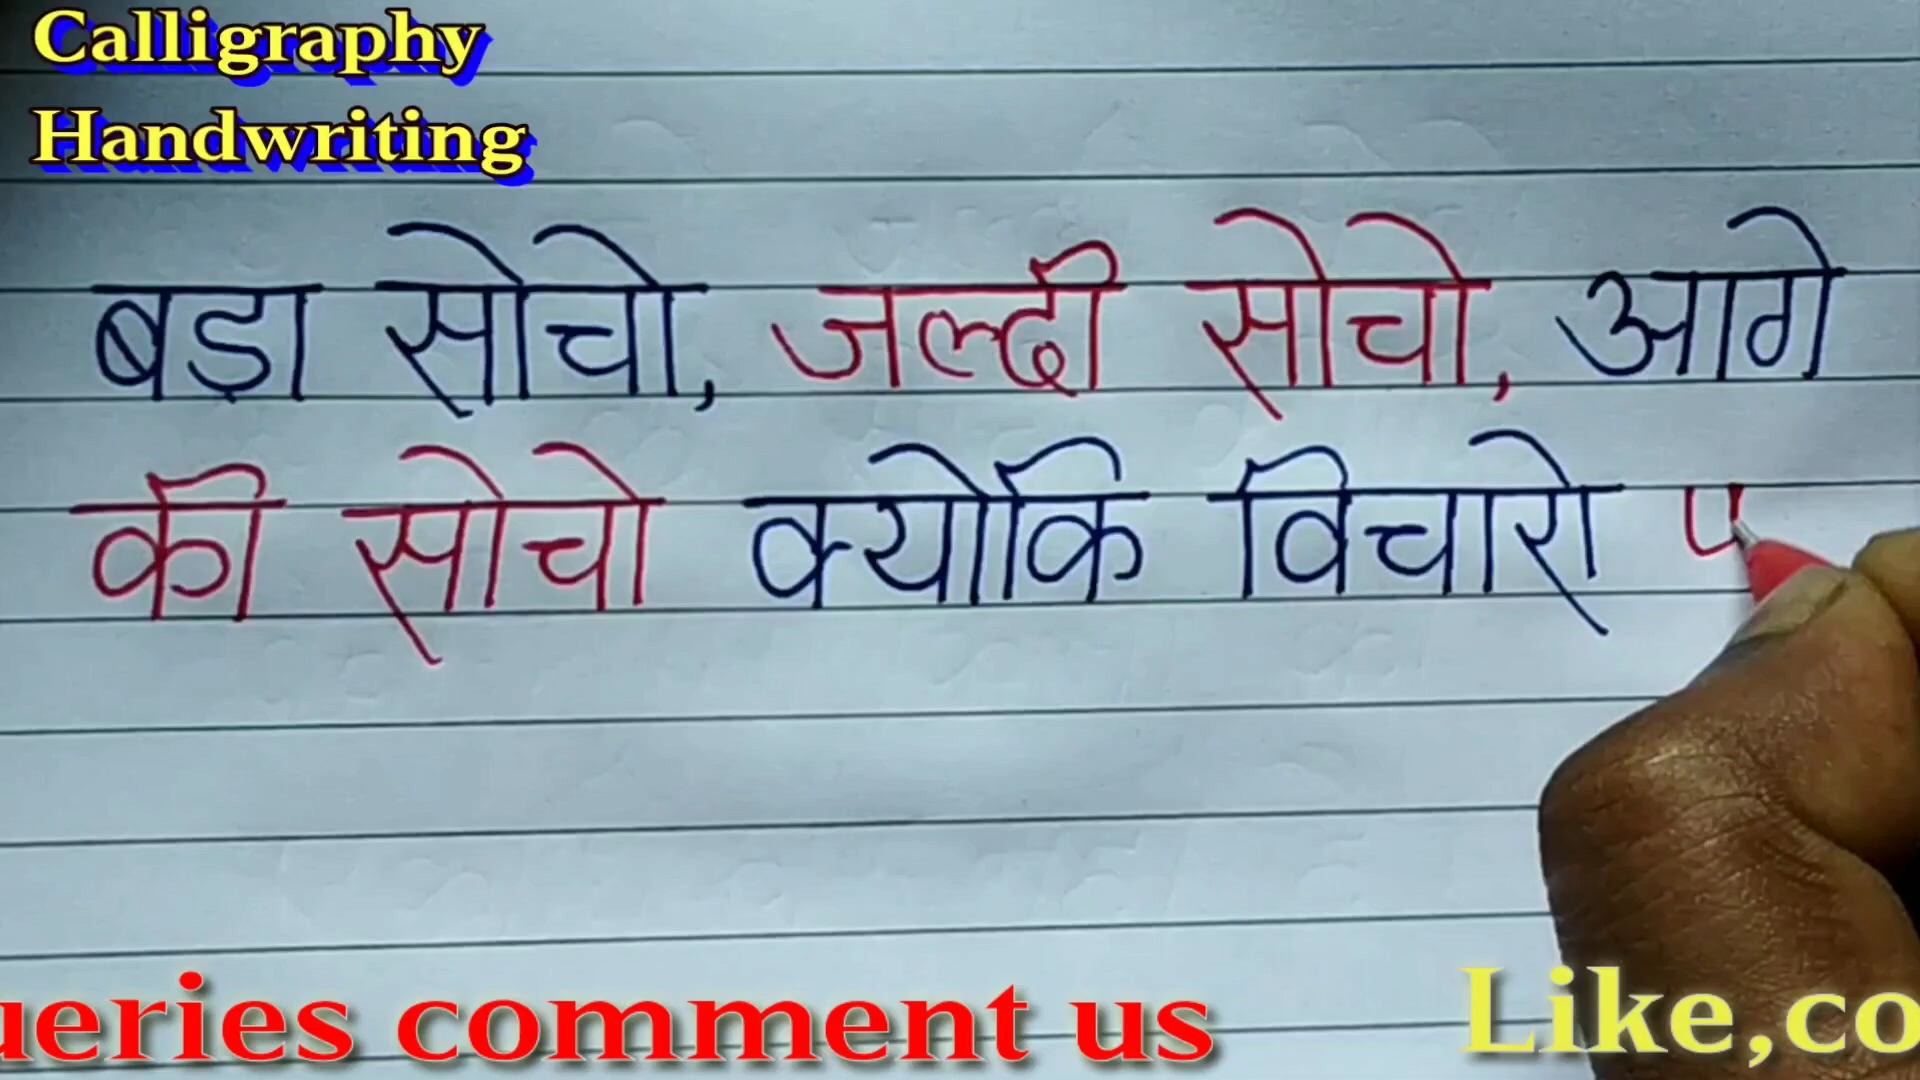 Calligraphy
Handwriting
बड़ा सोचो, जल्दी सोचो, आगे
की सोचो क्योकि विचारो प
ueries comment us
Like,co